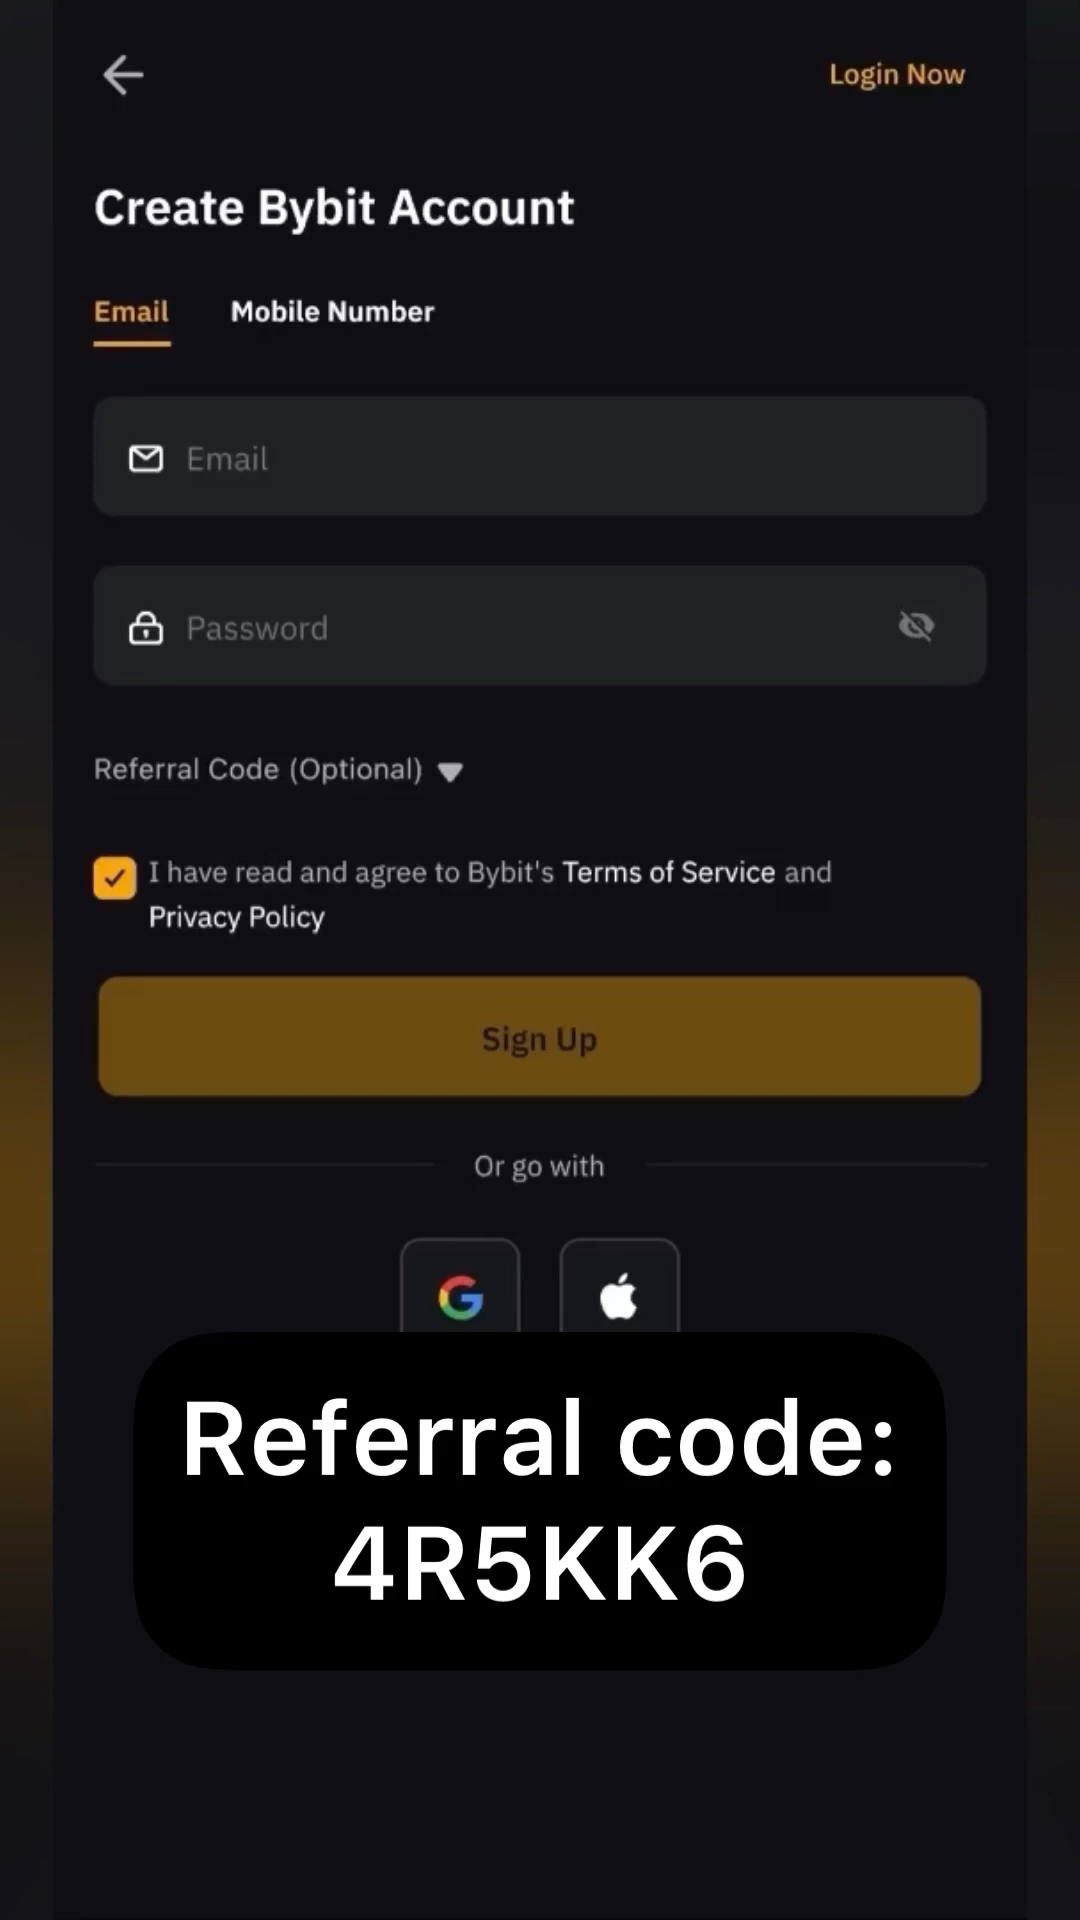 Login Now
Create Bybit Account
Email Mobile Number
Email
Password
Referral Code (Optional)
I have read and agree to Bybit's Terms of Service and
Privacy Policy
Sign Up
Or go with
Referral code:
4R5KK6